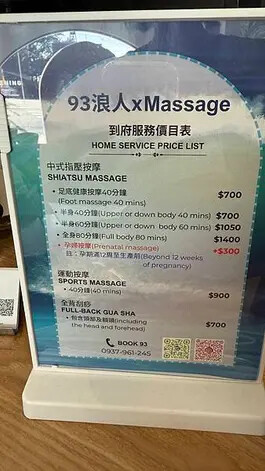 NING
93浪人xMassage
到府服務價目表
HOME SERVICE PRICE LIST
中式指壓按摩
SHIATSU MASSAGE
• 足底健康按摩40分鐘 $700
(Foot massage 40 mins)
• 半身40分鐘(Upper or down body 40 mins) $700
• 半身60分鐘(Upper or down body 60 mins) $1050
• 全身80分鐘(Full body 80 mins) $1400
• 孕婦按摩(Prenatal massage) +$300
註：孕期滿12周至生產前(Beyond 12 weeks
of pregnancy)
運動按摩
SPORTS MASSAGE
• 40分鐘(40 mins) $900
全背刮痧
FULL-BACK GUA SHA
• 包含頭部及額頭(including
the head and forehead) $700
BOOK 93
0937-961-245